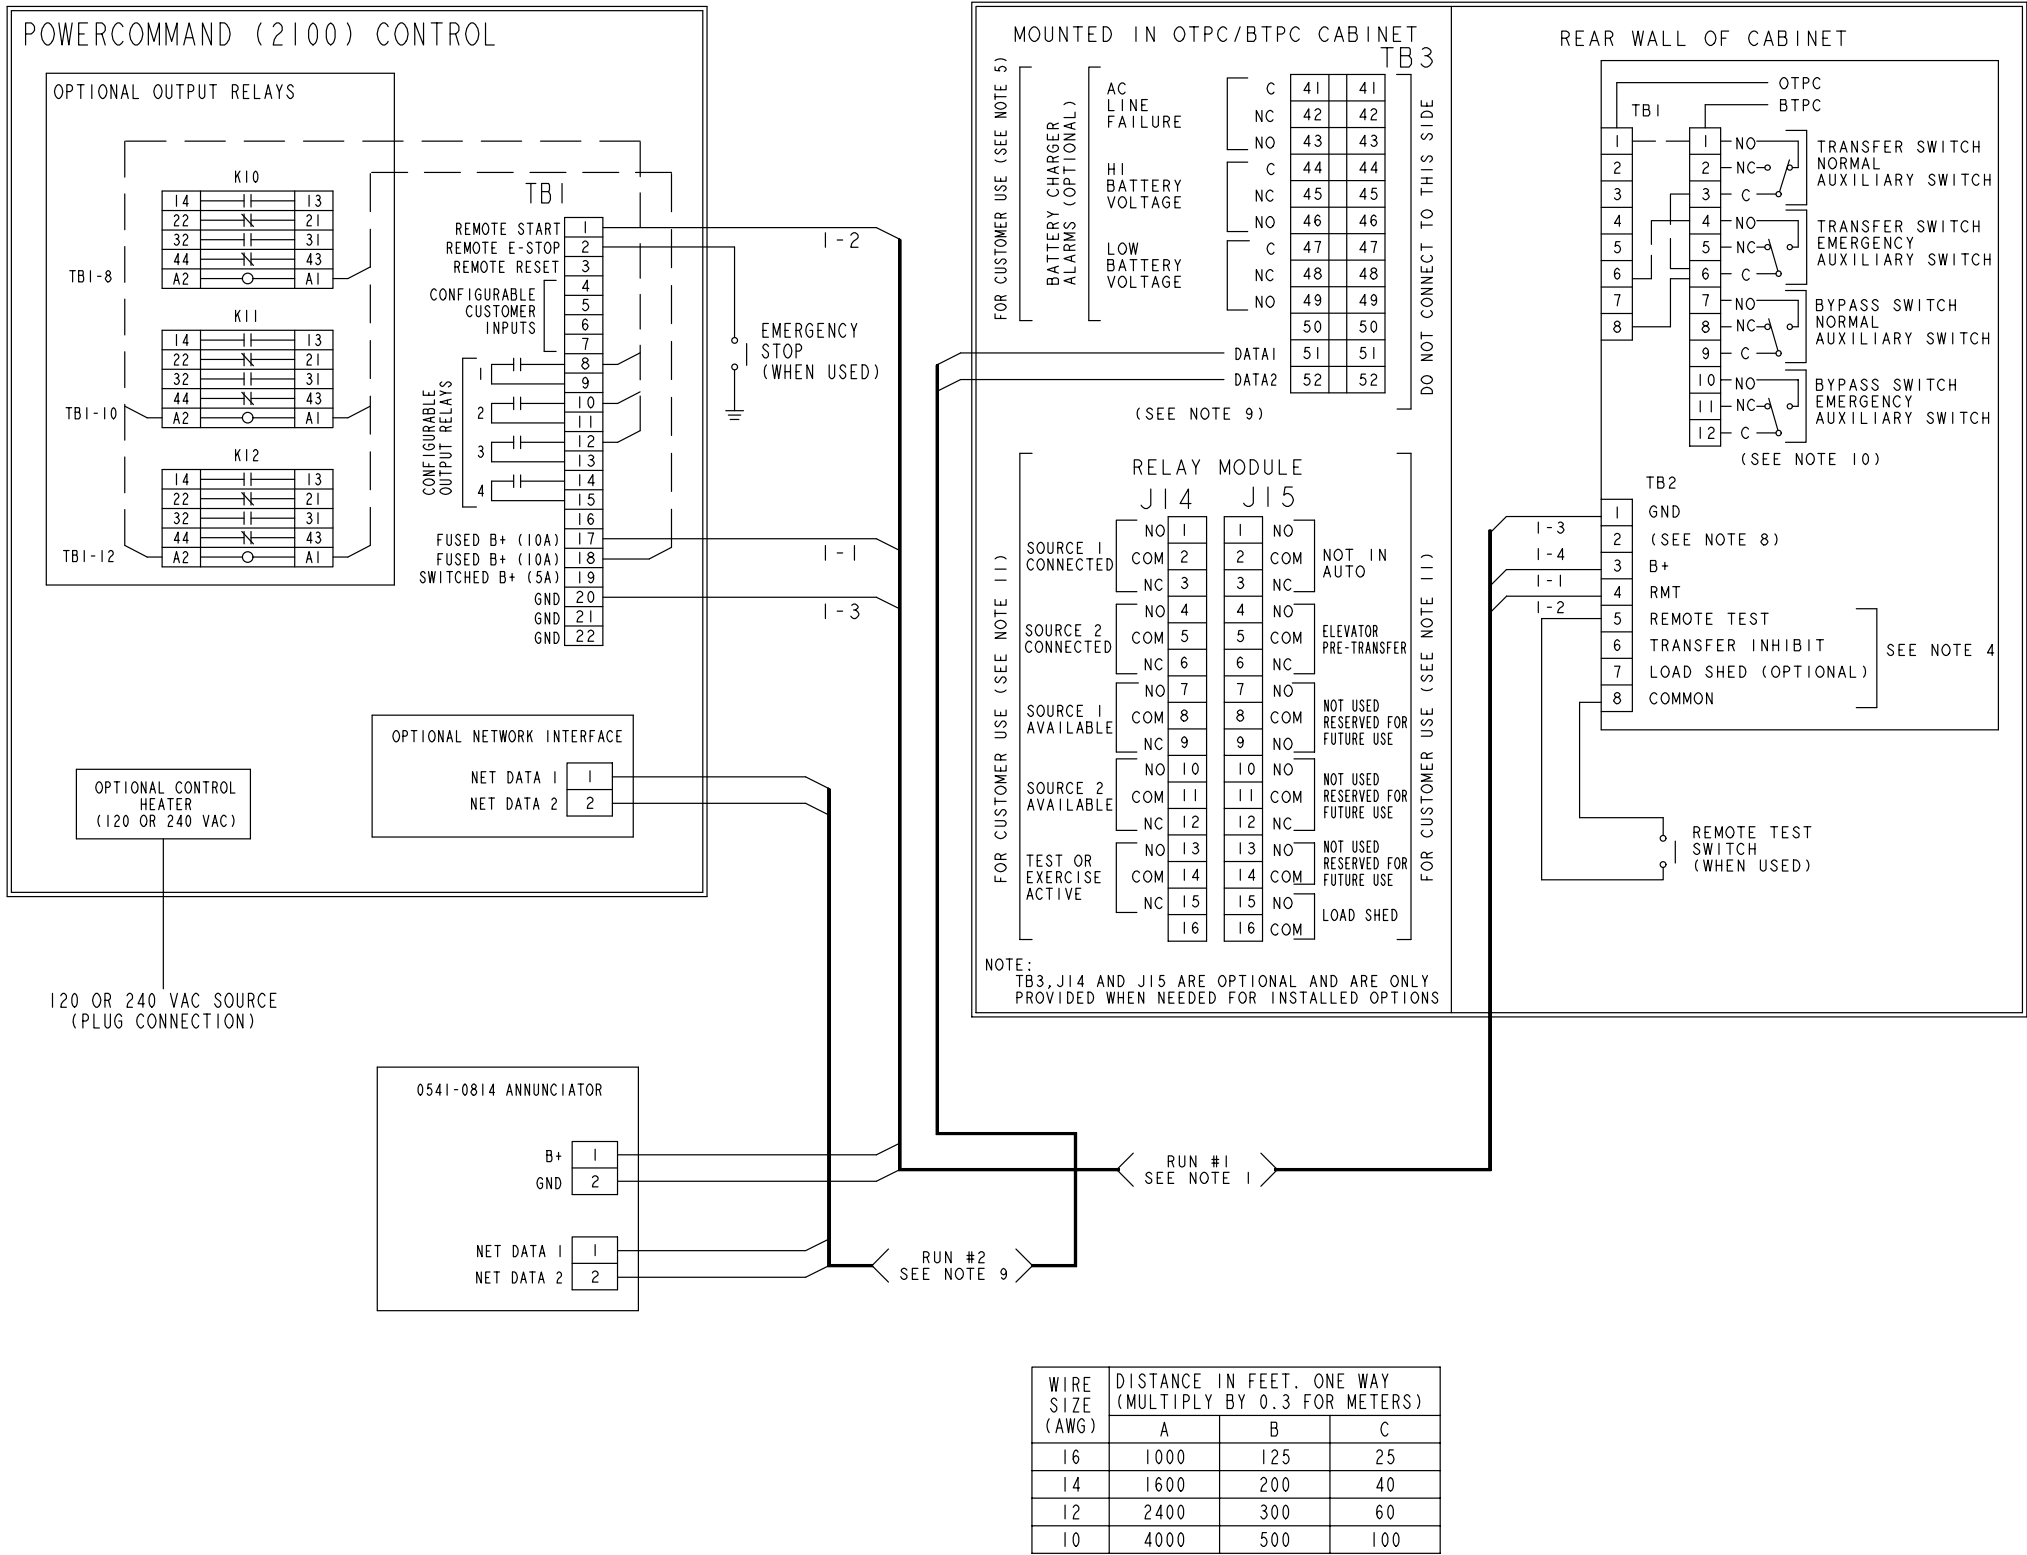 POWERCOMMAND (2100) CONTROL
OPTIONAL OUTPUT RELAYS
K10
14 13
22 21
32 31
44 43
A2 A1
TB1-8
K11
14 13
22 21
32 31
44 43
A2 A1
TB1-10
K12
14 13
22 21
32 31
44 43
A2 A1
TB1-12
TB1
REMOTE START 1
REMOTE E-STOP 2
REMOTE RESET 3
CONFIGURABLE
CUSTOMER
INPUTS
4
5
6
7
CONFIGURABLE
OUTPUT RELAYS
1
2
3
4
8
9
10
11
12
13
14
15
16
FUSED B+ (10A) 17
FUSED B+ (10A) 18
SWITCHED B+ (5A) 19
GND 20
GND 21
GND 22
1-2
1-1
1-3
EMERGENCY
STOP
(WHEN USED)
OPTIONAL NETWORK INTERFACE
NET DATA 1 1
NET DATA 2 2
OPTIONAL CONTROL
HEATER
(120 OR 240 VAC)
120 OR 240 VAC SOURCE
(PLUG CONNECTION)
0541-0814 ANNUNCIATOR
B+ 1
GND 2
NET DATA 1 1
NET DATA 2 2
RUN #1
SEE NOTE 1
RUN #2
SEE NOTE 9
MOUNTED IN OTPC/BTPC CABINET
TB3
FOR CUSTOMER USE (SEE NOTE 5)
BATTERY CHARGER
ALARMS (OPTIONAL)
AC
LINE
FAILURE
HI
BATTERY
VOLTAGE
LOW
BATTERY
VOLTAGE
C 41 41
NC 42 42
NO 43 43
C 44 44
NC 45 45
NO 46 46
C 47 47
NC 48 48
NO 49 49
50 50
DATA1 51 51
DATA2 52 52
DO NOT CONNECT TO THIS SIDE
(SEE NOTE 9)
RELAY MODULE
J14 J15
FOR CUSTOMER USE (SEE NOTE 11)
SOURCE 1
CONNECTED
NO 1
COM 2
NC 3
SOURCE 2
CONNECTED
NO 4
COM 5
NC 6
SOURCE 1
AVAILABLE
NO 7
COM 8
NC 9
SOURCE 2
AVAILABLE
NO 10
COM 11
NC 12
TEST OR
EXERCISE
ACTIVE
NO 13
COM 14
NC 15
16
1 NO
2 COM
3 NC
NOT IN
AUTO
4 NO
5 COM
6 NC
ELEVATOR
PRE-TRANSFER
7 NO
8 COM
9 NO
NOT USED
RESERVED FOR
FUTURE USE
10 NO
11 COM
12 NC
NOT USED
RESERVED FOR
FUTURE USE
13 NO
14 COM
NOT USED
RESERVED FOR
FUTURE USE
15 NO
16 COM
LOAD SHED
FOR CUSTOMER USE (SEE NOTE 11)
NOTE:
TB3,J14 AND J15 ARE OPTIONAL AND ARE ONLY
PROVIDED WHEN NEEDED FOR INSTALLED OPTIONS
REAR WALL OF CABINET
OTPC
BTPC
TB1
1
2
3
4
5
6
7
8
1 NO
2 NC
3 C
TRANSFER SWITCH
NORMAL
AUXILIARY SWITCH
4 NO
5 NC
6 C
TRANSFER SWITCH
EMERGENCY
AUXILIARY SWITCH
7 NO
8 NC
9 C
BYPASS SWITCH
NORMAL
AUXILIARY SWITCH
10 NO
11 NC
12 C
BYPASS SWITCH
EMERGENCY
AUXILIARY SWITCH
(SEE NOTE 10)
TB2
1 GND
2 (SEE NOTE 8)
3 B+
4 RMT
5 REMOTE TEST
6 TRANSFER INHIBIT
7 LOAD SHED (OPTIONAL)
8 COMMON
SEE NOTE 4
1-3
1-4
1-1
1-2
REMOTE TEST
SWITCH
(WHEN USED)
WIRE
SIZE
(AWG)
DISTANCE IN FEET. ONE WAY
(MULTIPLY BY 0.3 FOR METERS)
A B C
16 1000 125 25
14 1600 200 40
12 2400 300 60
10 4000 500 100